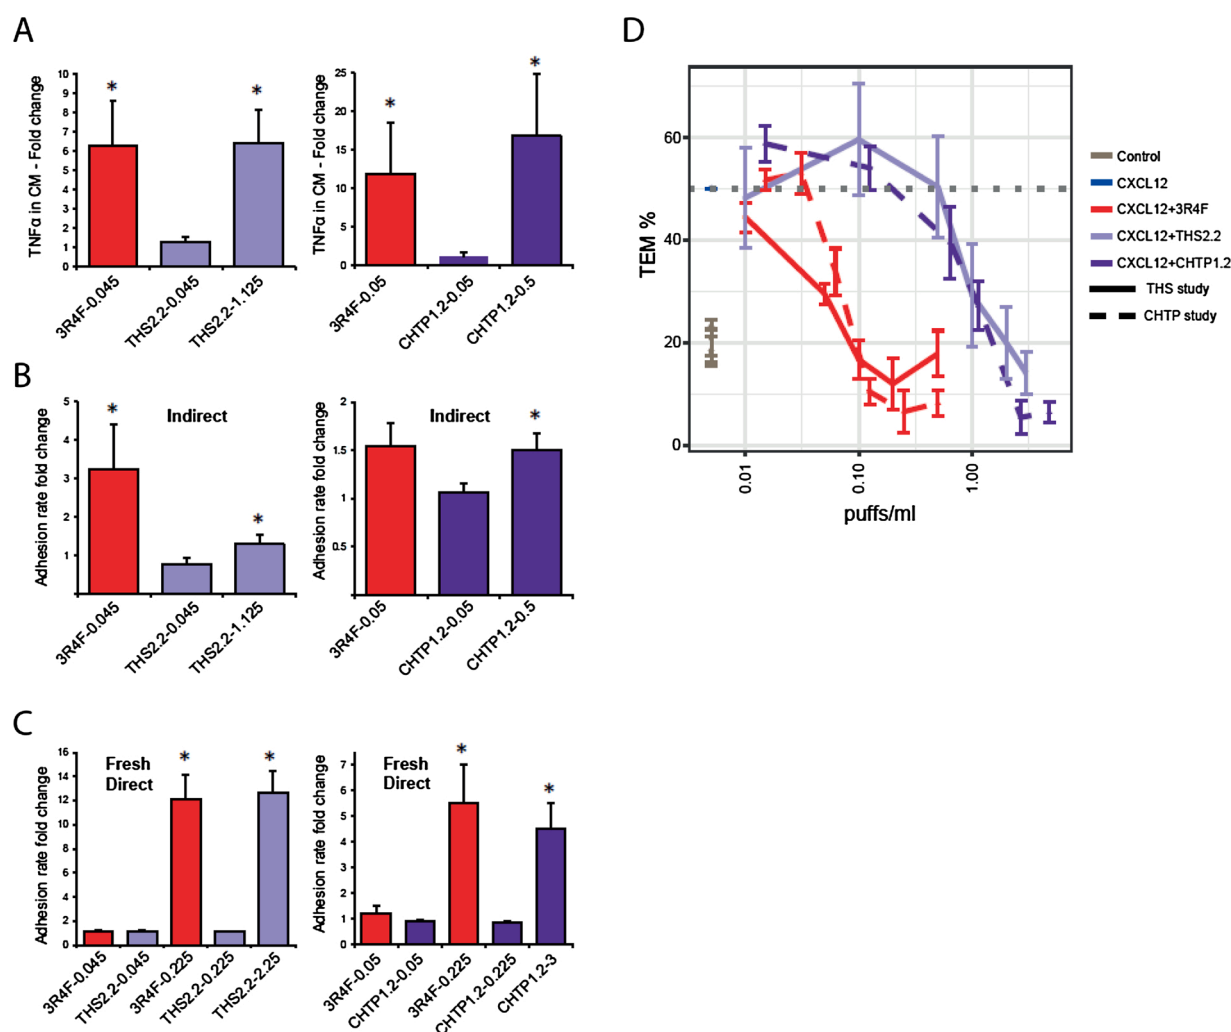 A
TNFα in CM - Fold change
10
9
8
7
6
5
4
3
2
1
0
*
*
3R4F-0.045
THS2.2-0.045
THS2.2-1.125
TNFα in CM - Fold change
25
20
15
10
5
0
*
*
3R4F-0.05
CHTP1.2-0.05
CHTP1.2-0.5
B
Adhesion rate fold change
5
4
3
2
1
Indirect
*
*
3R4F-0.045
THS2.2-0.045
THS2.2-1.125
Adhesion rate fold change
2
1.5
1
0.5
Indirect
*
3R4F-0.05
CHTP1.2-0.05
CHTP1.2-0.5
C
Adhesion rate fold change
16
14
12
10
8
6
4
2
0
Fresh
Direct
*
*
3R4F-0.045
THS2.2-0.045
3R4F-0.225
THS2.2-0.225
THS2.2-2.25
Adhesion rate fold change
7
6
5
4
3
2
1
0
Fresh
Direct
*
*
3R4F-0.05
CHTP1.2-0.05
3R4F-0.225
CHTP1.2-0.225
CHTP1.2-3
D
TEM %
60
40
20
0
0.01
0.10
1.00
puffs/ml
Control
CXCL12
CXCL12+3R4F
CXCL12+THS2.2
CXCL12+CHTP1.2
THS study
CHTP study